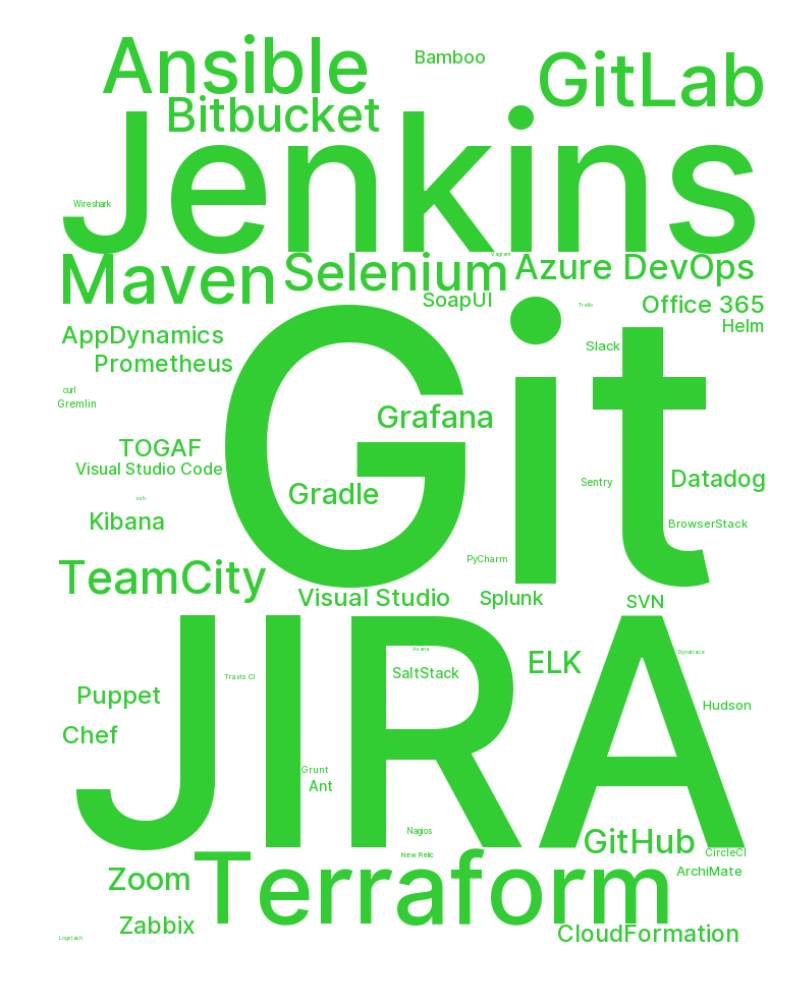 Ansible
Bamboo
GitLab
Bitbucket
Jenkins
Wireshark
Maven
Selenium
Vagrant
Azure DevOps
SoapUI
Trello
Office 365
Helm
AppDynamics
Prometheus
Slack
curl
Gremlin
Git
Grafana
TOGAF
Visual Studio Code
Gradle
Sentry
Datadog
Kibana
BrowserStack
PyCharm
TeamCity
Visual Studio
Splunk
SVN
JIRA
ELK
Dynatrace
SaltStack
Travis CI
Puppet
Hudson
Chef
Grunt
Ant
Nagios
GitHub
New Relic
CircleCI
Terraform
Zoom
ArchiMate
Zabbix
CloudFormation
Logstash